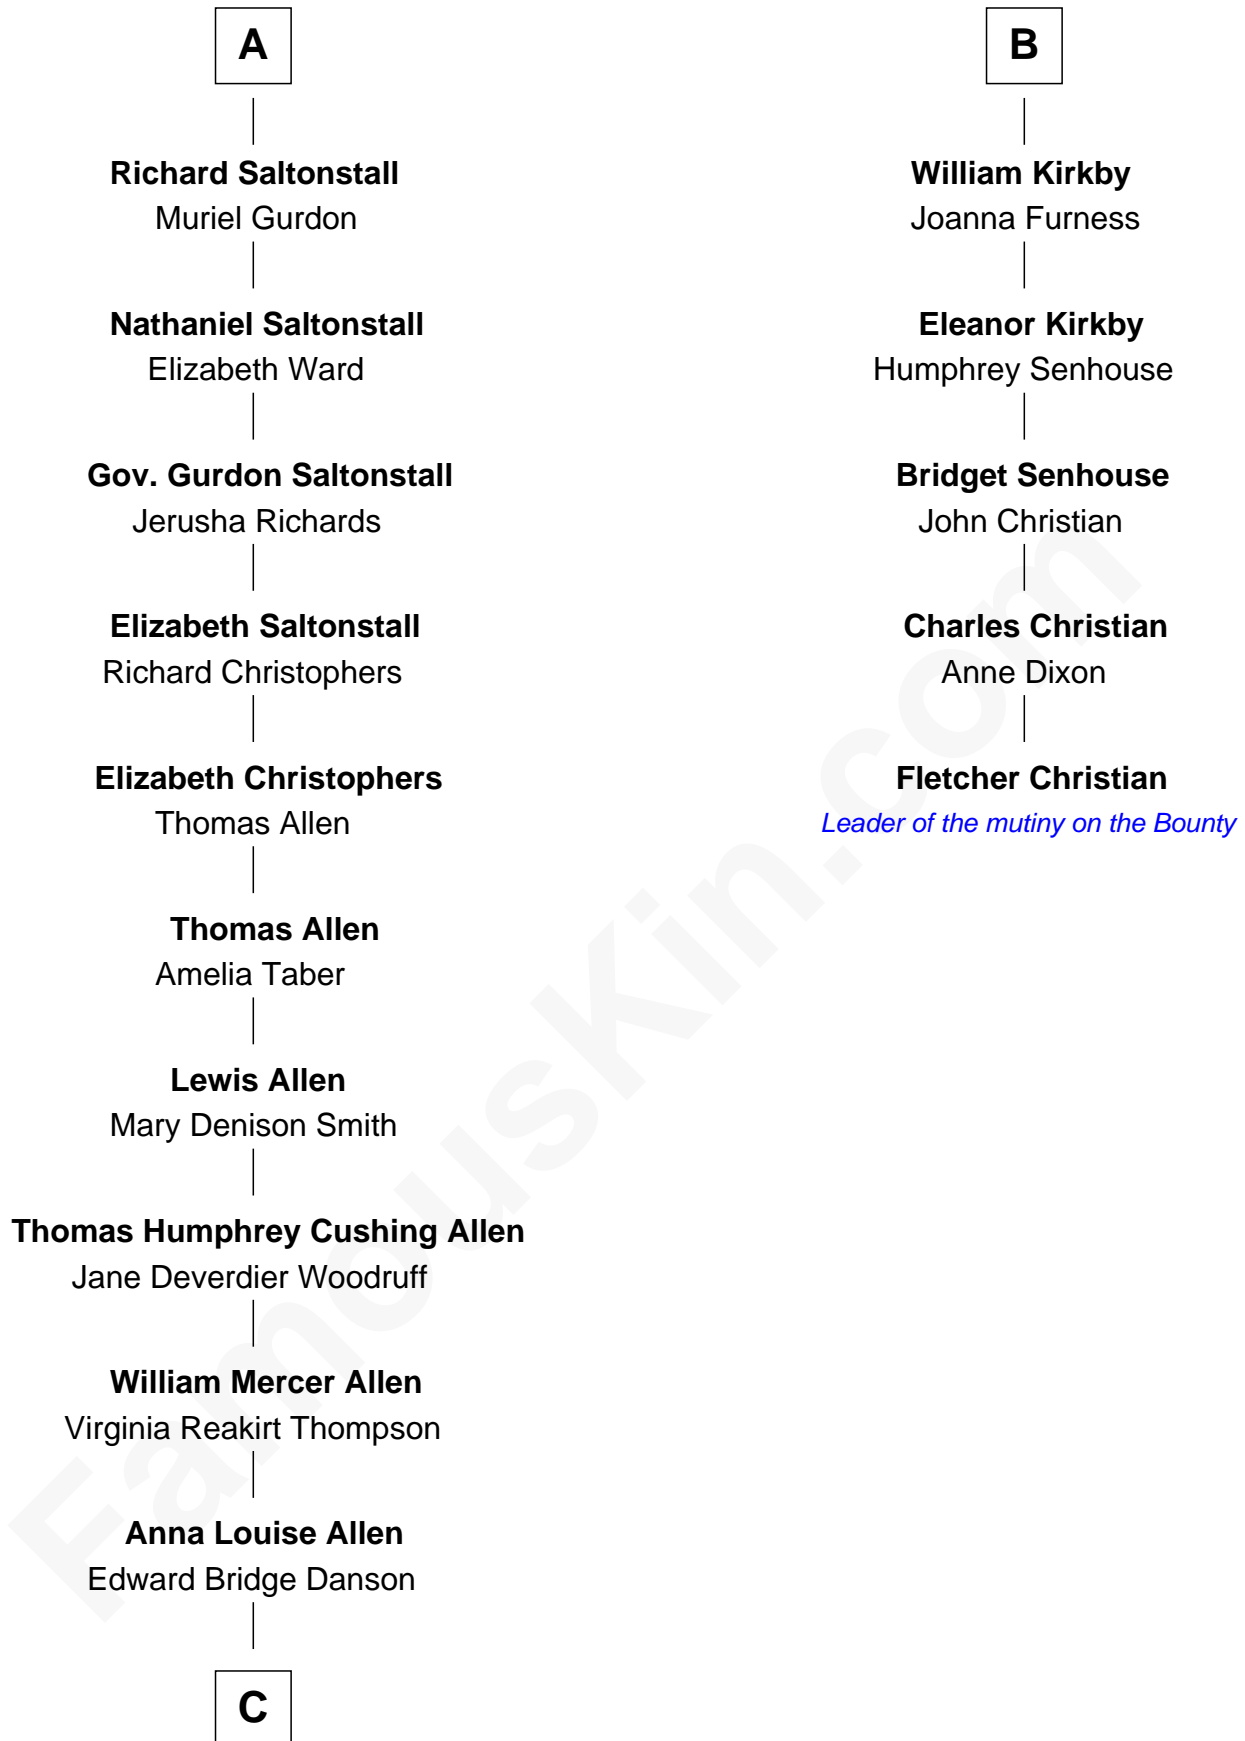 A
Richard Saltonstall
Muriel Gurdon
Nathaniel Saltonstall
Elizabeth Ward
Gov. Gurdon Saltonstall
Jerusha Richards
Elizabeth Saltonstall
Richard Christophers
Elizabeth Christophers
Thomas Allen
Thomas Allen
Amelia Taber
Lewis Allen
Mary Denison Smith
Thomas Humphrey Cushing Allen
Jane Deverdier Woodruff
William Mercer Allen
Virginia Reakirt Thompson
Anna Louise Allen
Edward Bridge Danson
C
B
William Kirkby
Joanna Furness
Eleanor Kirkby
Humphrey Senhouse
Bridget Senhouse
John Christian
Charles Christian
Anne Dixon
Fletcher Christian
Leader of the mutiny on the Bounty
FamousKin.com